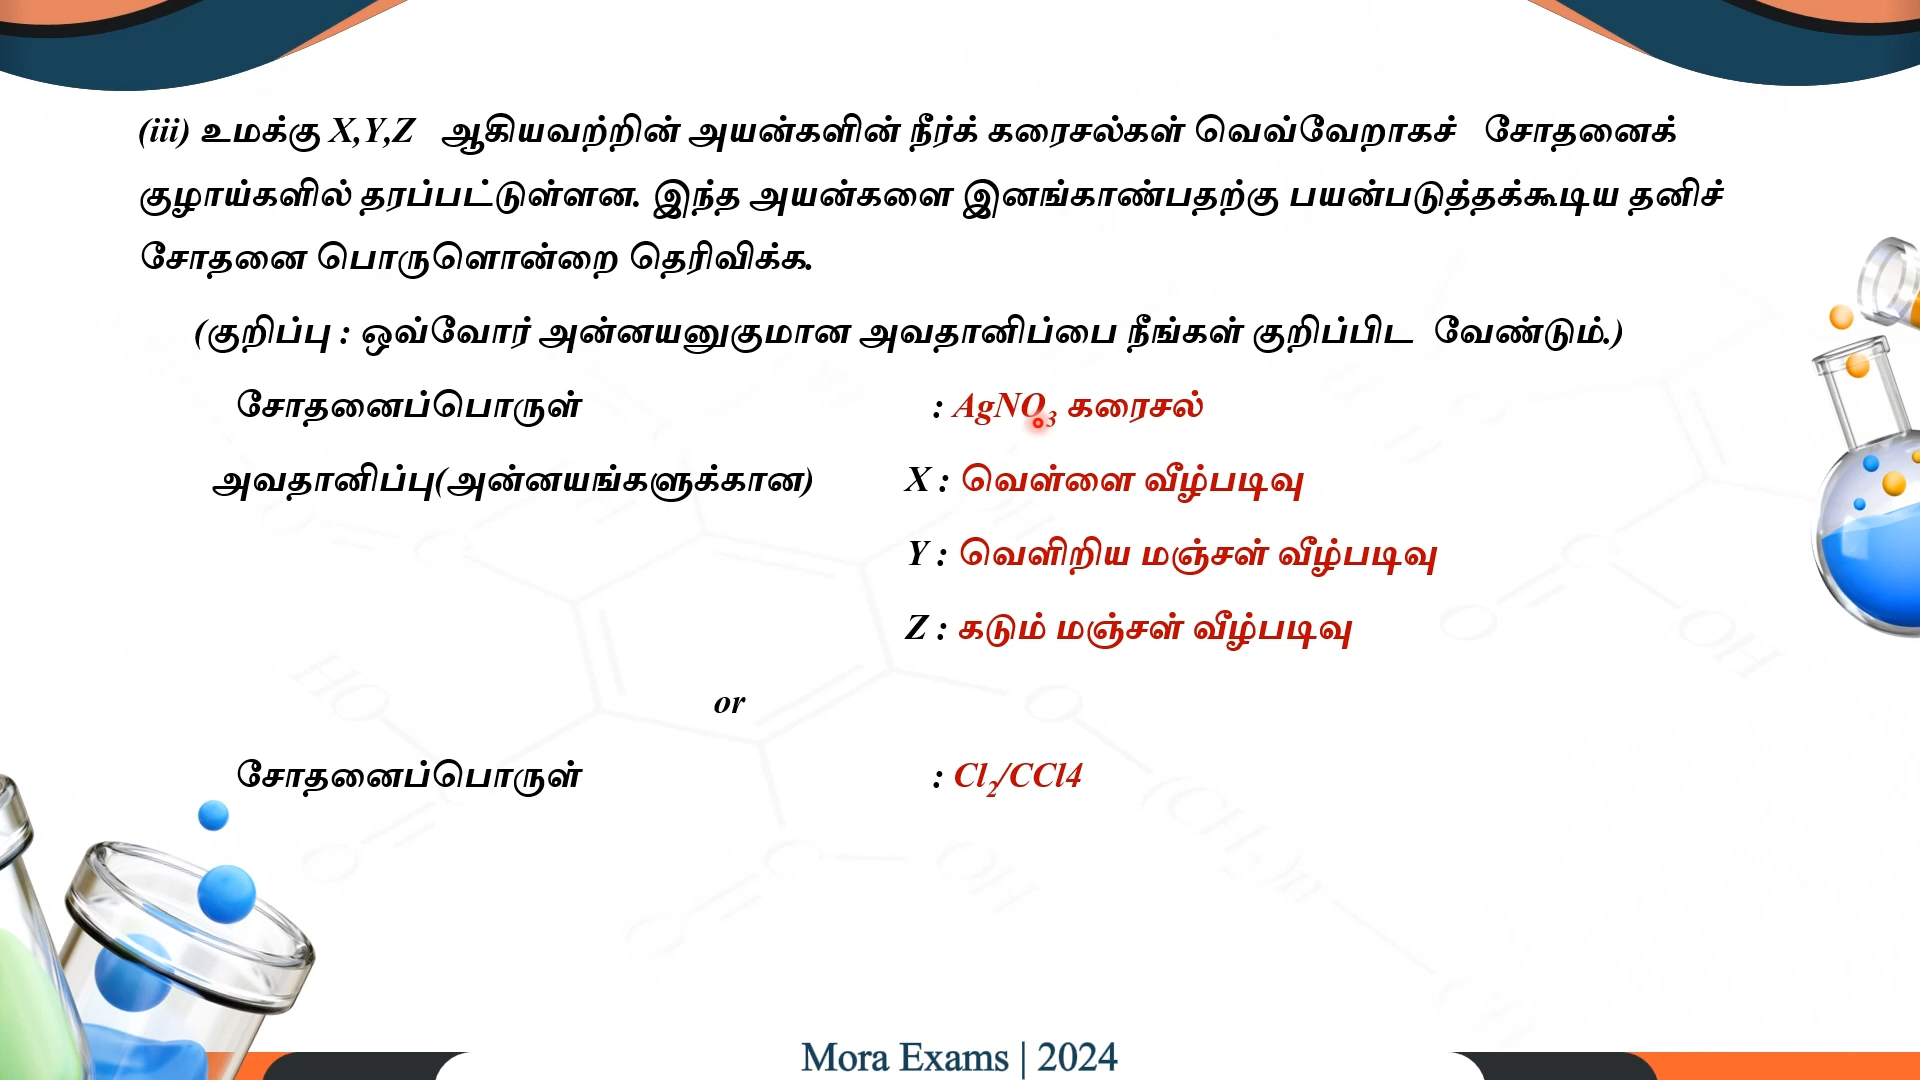 (iii) உமக்கு X,Y,Z ஆகியவற்றின் அயன்களின் நீர்க் கரைசல்கள் வெவ்வேறாகச் சோதனைக்
குழாய்களில் தரப்பட்டுள்ளன. இந்த அயன்களை இனங்காண்பதற்கு பயன்படுத்தக்கூடிய தனிச்
சோதனை பொருளொன்றை தெரிவிக்க.
(குறிப்பு : ஒவ்வோர் அன்னயனுகுமான அவதானிப்பை நீங்கள் குறிப்பிட வேண்டும்.)
சோதனைப்பொருள் : AgNO₃ கரைசல்
அவதானிப்பு(அன்னயங்களுக்கான) X : வெள்ளை வீழ்படிவு
Y : வெளிறிய மஞ்சள் வீழ்படிவு
Z : கடும் மஞ்சள் வீழ்படிவு
or
சோதனைப்பொருள் : Cl₂/CCl4
Mora Exams | 2024